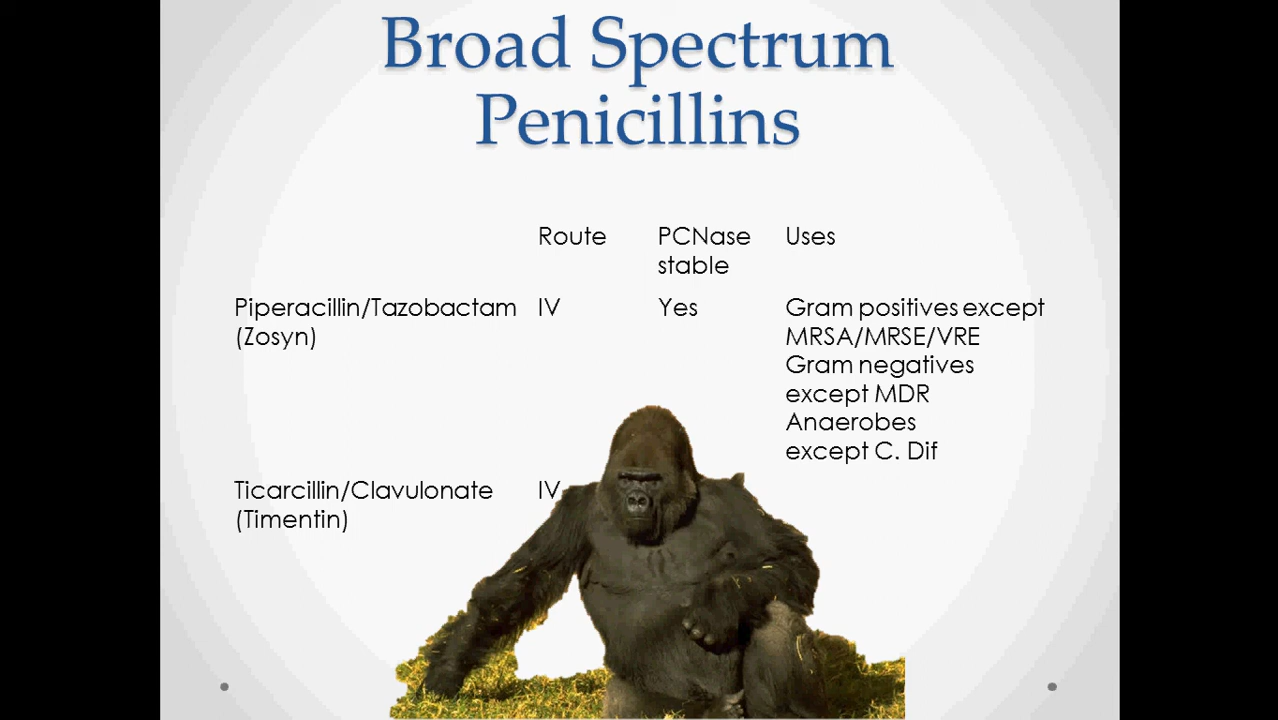 Broad Spectrum
Penicillins
Route PCNase stable Uses
Piperacillin/Tazobactam (Zosyn) IV Yes Gram positives except
MRSA/MRSE/VRE
Gram negatives
except MDR
Anaerobes
except C. Dif
Ticarcillin/Clavulonate IV
(Timentin)